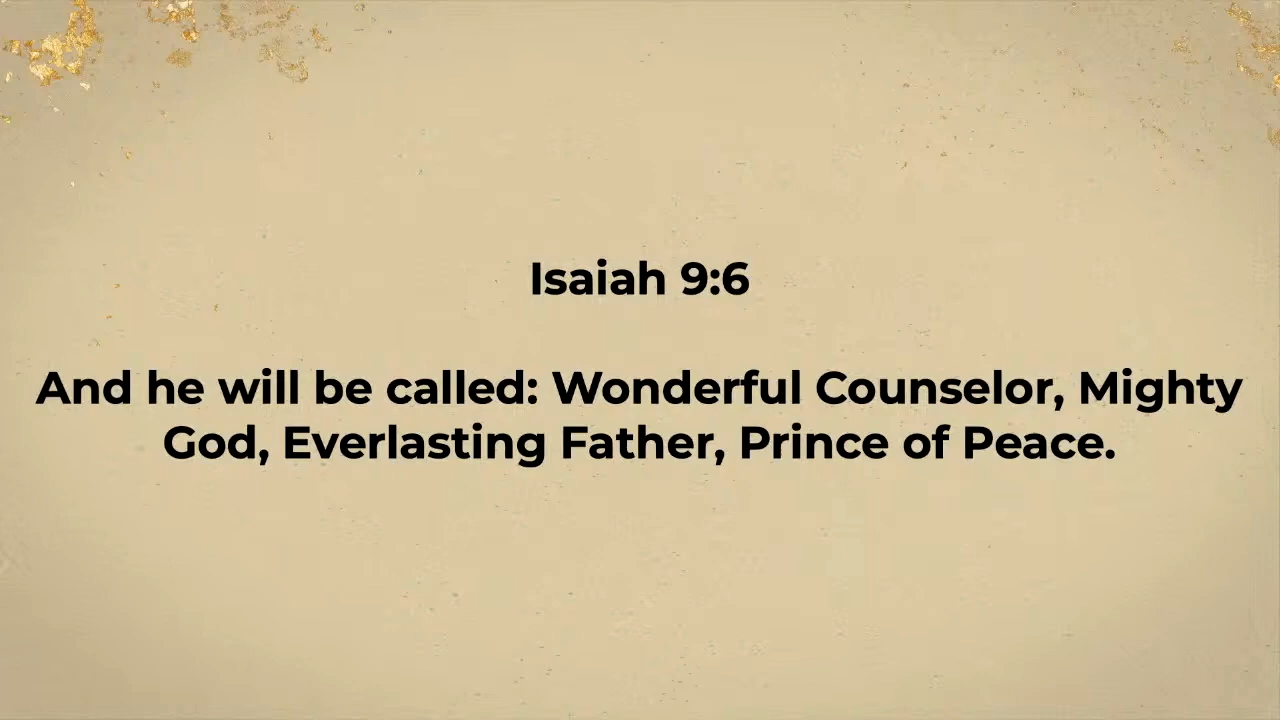 Isaiah 9:6
And he will be called: Wonderful Counselor, Mighty
God, Everlasting Father, Prince of Peace.